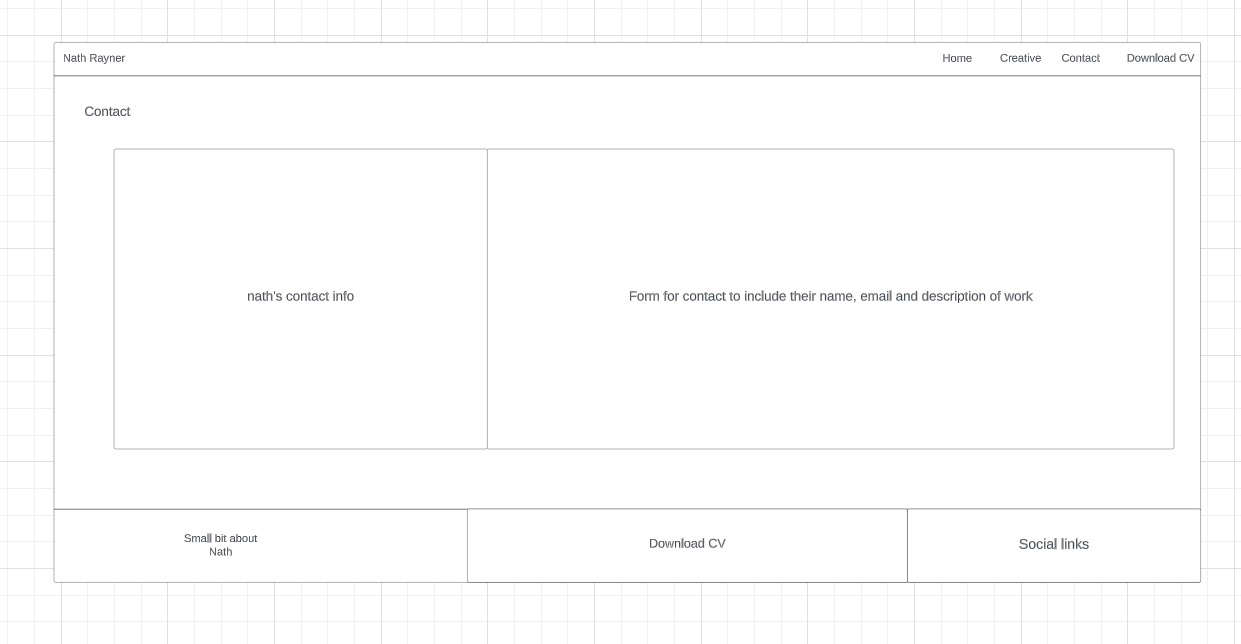 Nath Rayner
Home
Creative
Contact
Download CV
Contact
nath's contact info
Form for contact to include their name, email and description of work
Small bit about
Nath
Download CV
Social links